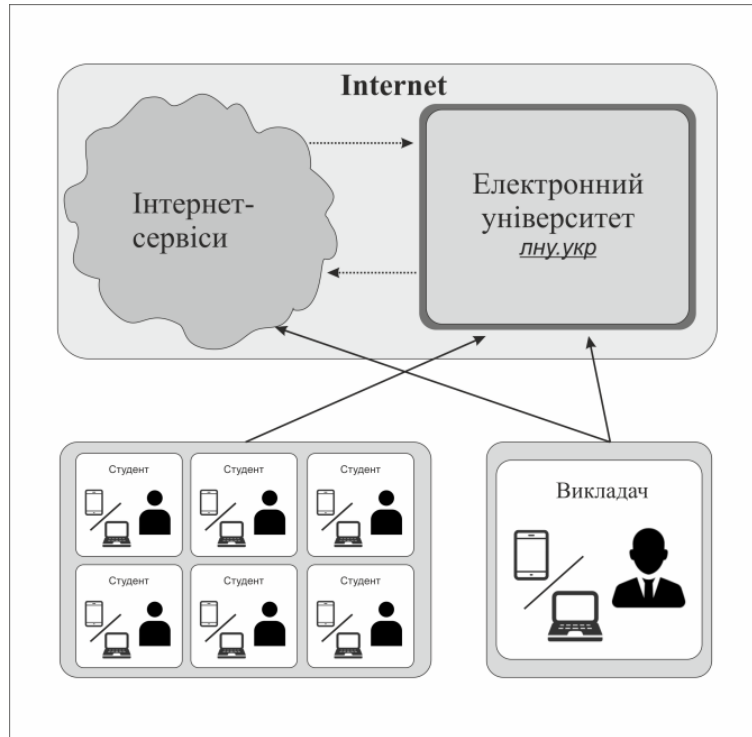 Internet
Інтернет-
сервіси
Електронний
університет
лну.укр
Студент
Студент
Студент
Студент
Студент
Студент
Викладач